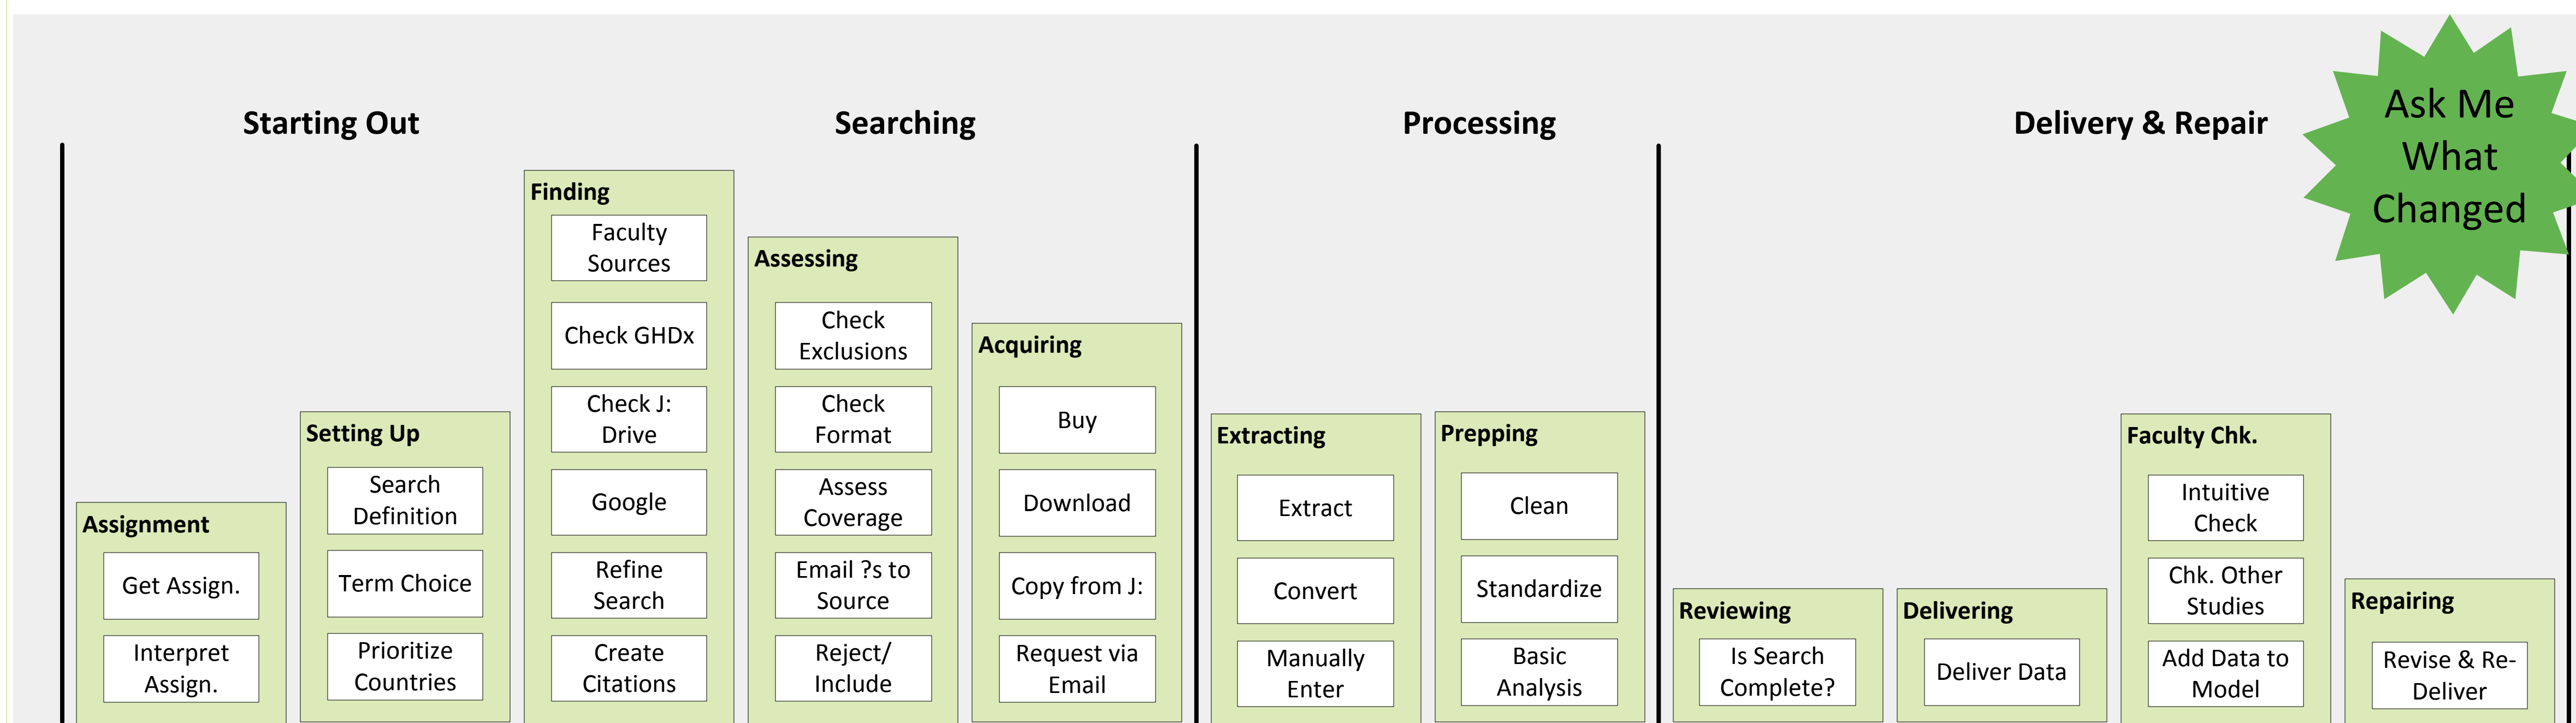 Starting Out
Searching
Processing
Delivery & Repair
Ask Me
What
Changed
Assignment
Get Assign.
Interpret
Assign.
Setting Up
Search
Definition
Term Choice
Prioritize
Countries
Finding
Faculty
Sources
Check GHDx
Check J:
Drive
Google
Refine
Search
Create
Citations
Assessing
Check
Exclusions
Check
Format
Assess
Coverage
Email ?s to
Source
Reject/
Include
Acquiring
Buy
Download
Copy from J:
Request via
Email
Extracting
Extract
Convert
Manually
Enter
Prepping
Clean
Standardize
Basic
Analysis
Reviewing
Is Search
Complete?
Delivering
Deliver Data
Faculty Chk.
Intuitive
Check
Chk. Other
Studies
Add Data to
Model
Repairing
Revise & Re-
Deliver